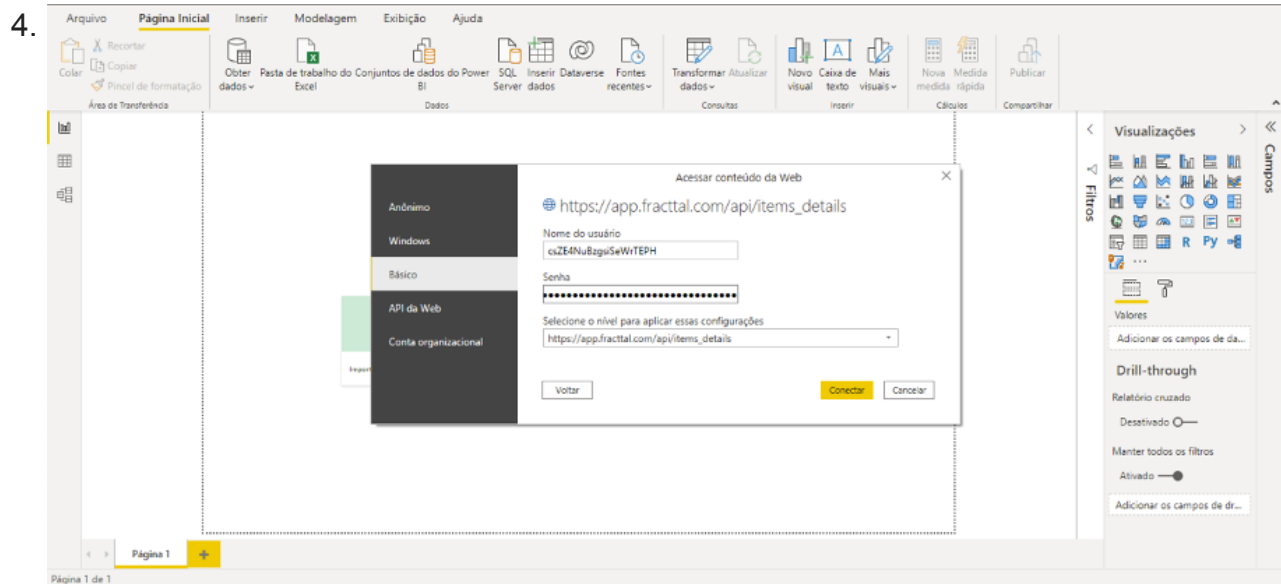 4.
Arquivo Página Inicial Inserir Modelagem Exibição Ajuda
Colar
Recortar
Copiar
Pincel de formatação
Área de Transferência
Obter dados
Pasta de trabalho do Excel
Conjuntos de dados do Power BI
SQL Server
Inserir dados
Dataverse
Fontes recentes
Dados
Transformar dados
Atualizar
Consultas
Novo visual
Caixa de texto
Mais visuais
Inserir
Nova medida
Medida rápida
Cálculos
Publicar
Compartilhar
Acessar conteúdo da Web
Anônimo
Windows
Básico
API da Web
Conta organizacional
https://app.fracttal.com/api/items_details
Nome do usuário
csZE4NuBzgsiSeWrTEPH
Senha
Selecione o nível para aplicar essas configurações
https://app.fracttal.com/api/items_details
Voltar
Conectar
Cancelar
Filtros
Visualizações
R Py
Valores
Adicionar os campos de da...
Drill-through
Relatório cruzado
Desativado
Manter todos os filtros
Ativado
Adicionar os campos de dr...
Campos
Página 1
Página 1 de 1